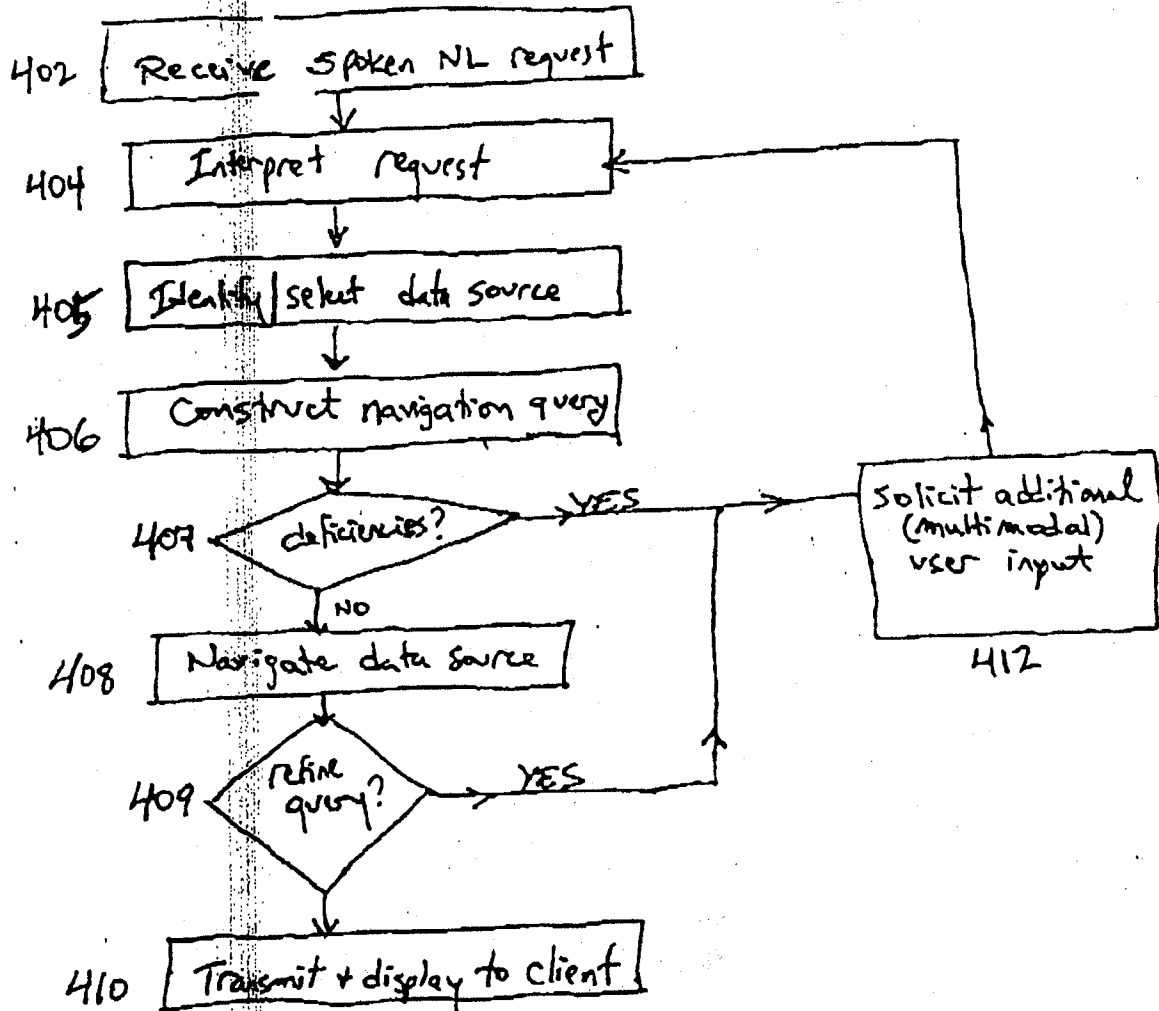 402 Receive Spoken NL request
404 Interpret request
405 Identify/select data source
406 Construct navigation query
407 deficiencies?
YES
NO
solicit additional
(multimodal)
user input
412
408 Navigate data source
409 refine
query?
YES
410 Transmit + display to client